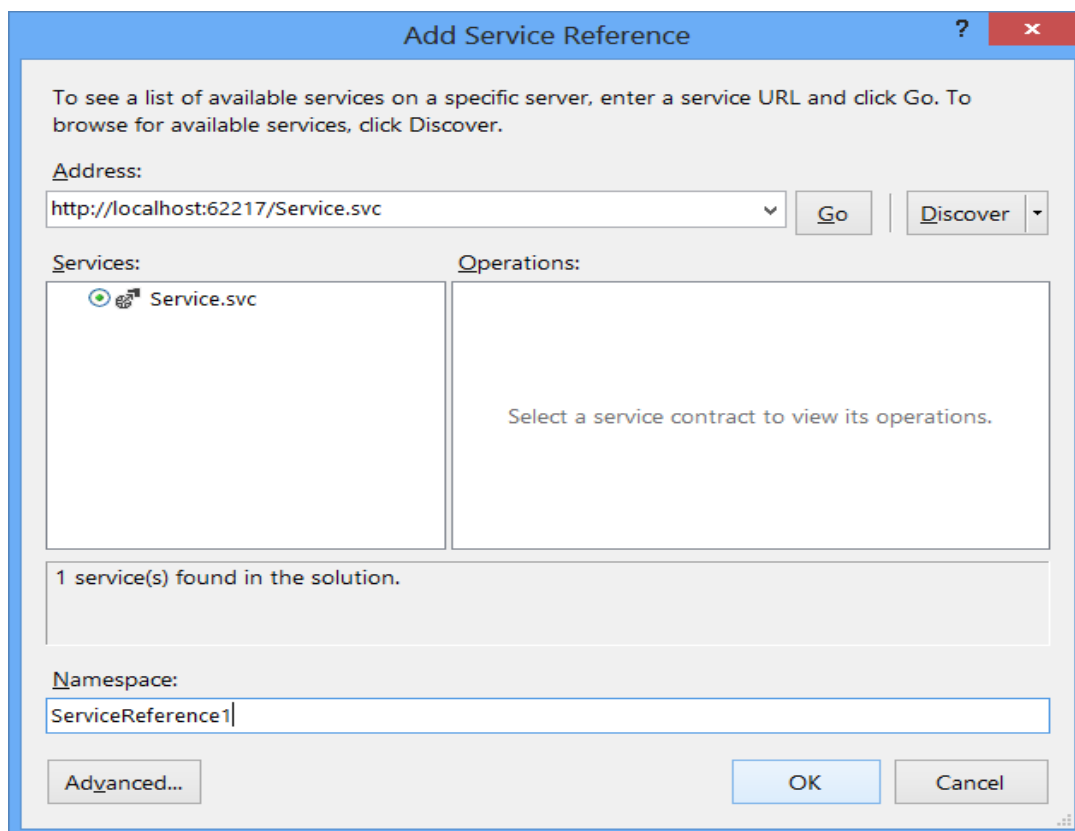 Add Service Reference
?
x
To see a list of available services on a specific server, enter a service URL and click Go. To
browse for available services, click Discover.
Address:
http://localhost:62217/Service.svc
Go
Discover
Services:
Operations:
Service.svc
Select a service contract to view its operations.
1 service(s) found in the solution.
Namespace:
ServiceReference1
Advanced...
OK
Cancel